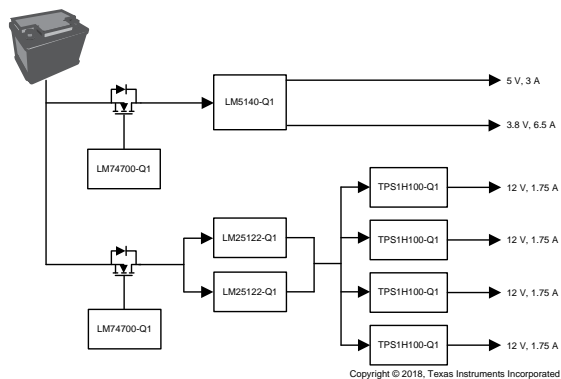 5 V, 3 A
LM5140-Q1
3.8 V, 6.5 A
LM74700-Q1
TPS1H100-Q1
12 V, 1.75 A
LM25122-Q1
TPS1H100-Q1
12 V, 1.75 A
LM25122-Q1
TPS1H100-Q1
12 V, 1.75 A
LM74700-Q1
TPS1H100-Q1
12 V, 1.75 A
Copyright © 2018, Texas Instruments Incorporated